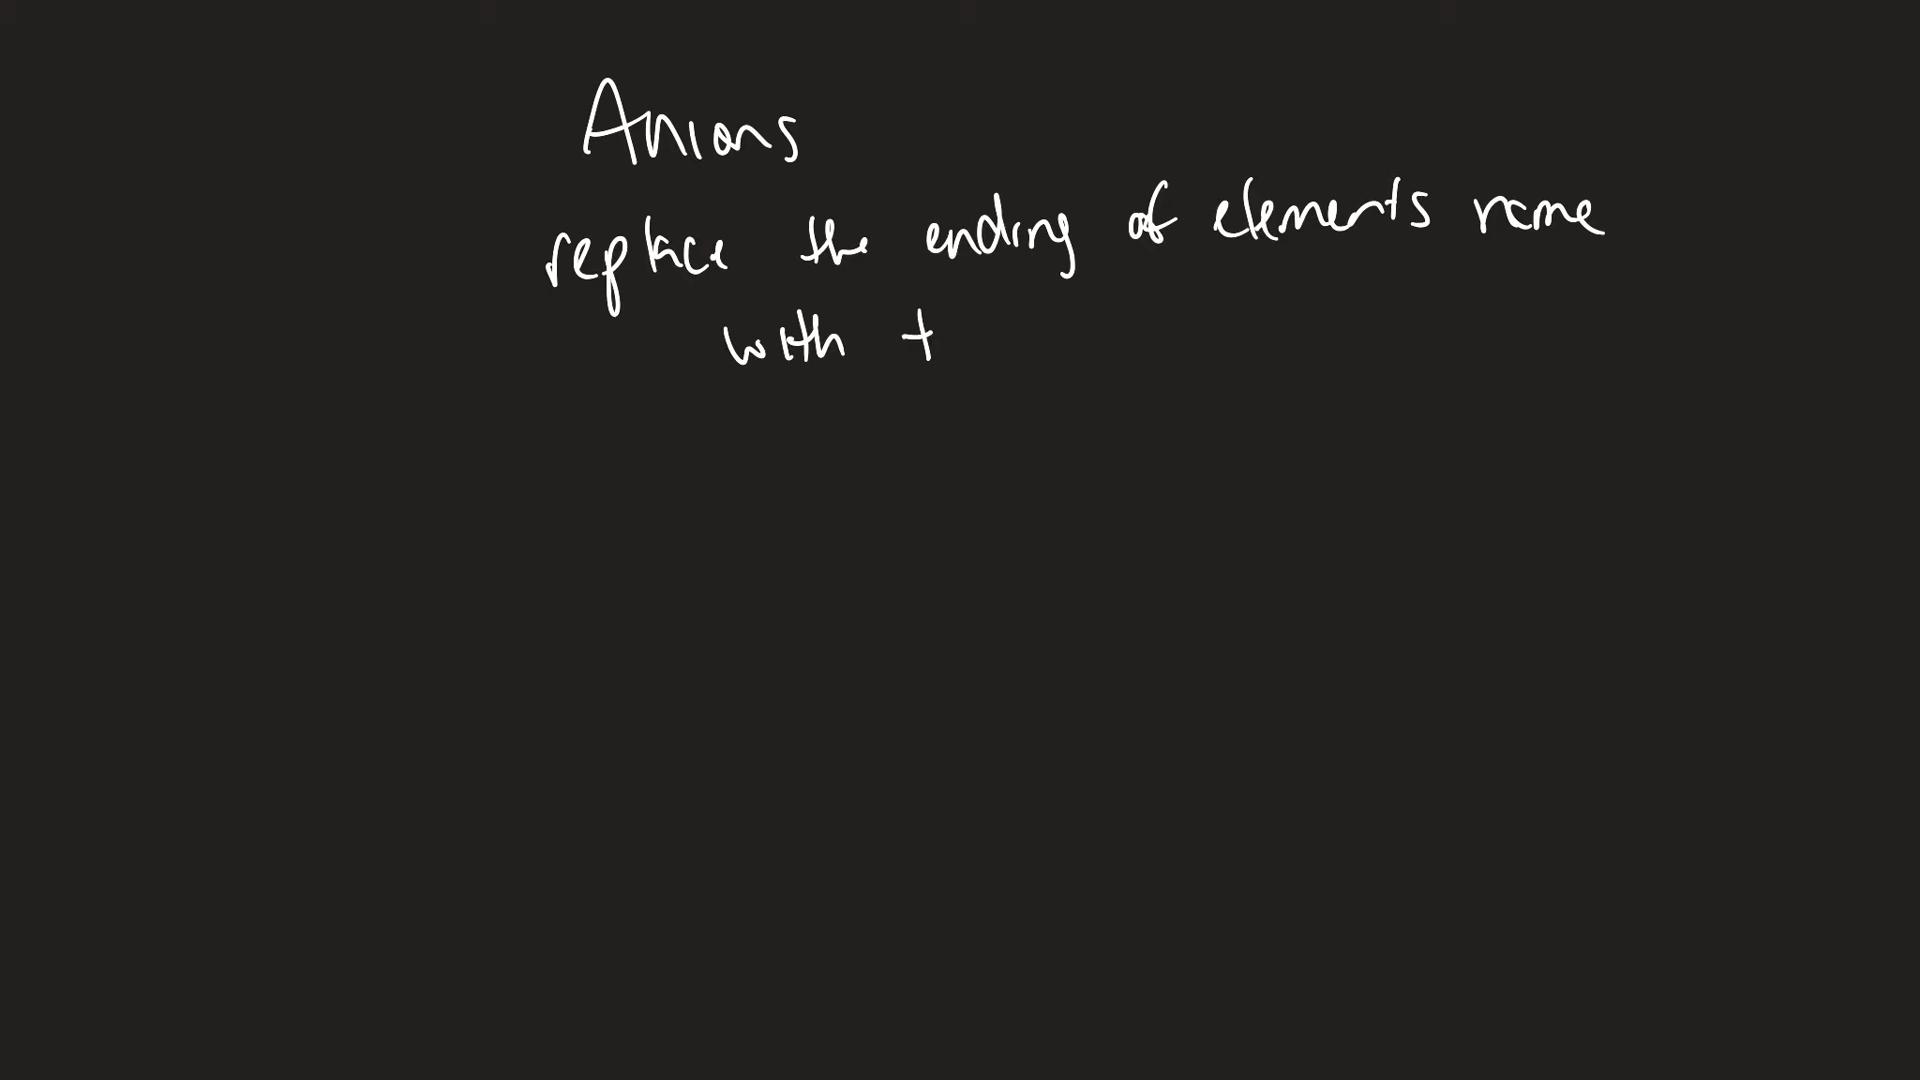 Anions
replace the ending of elements name
with t